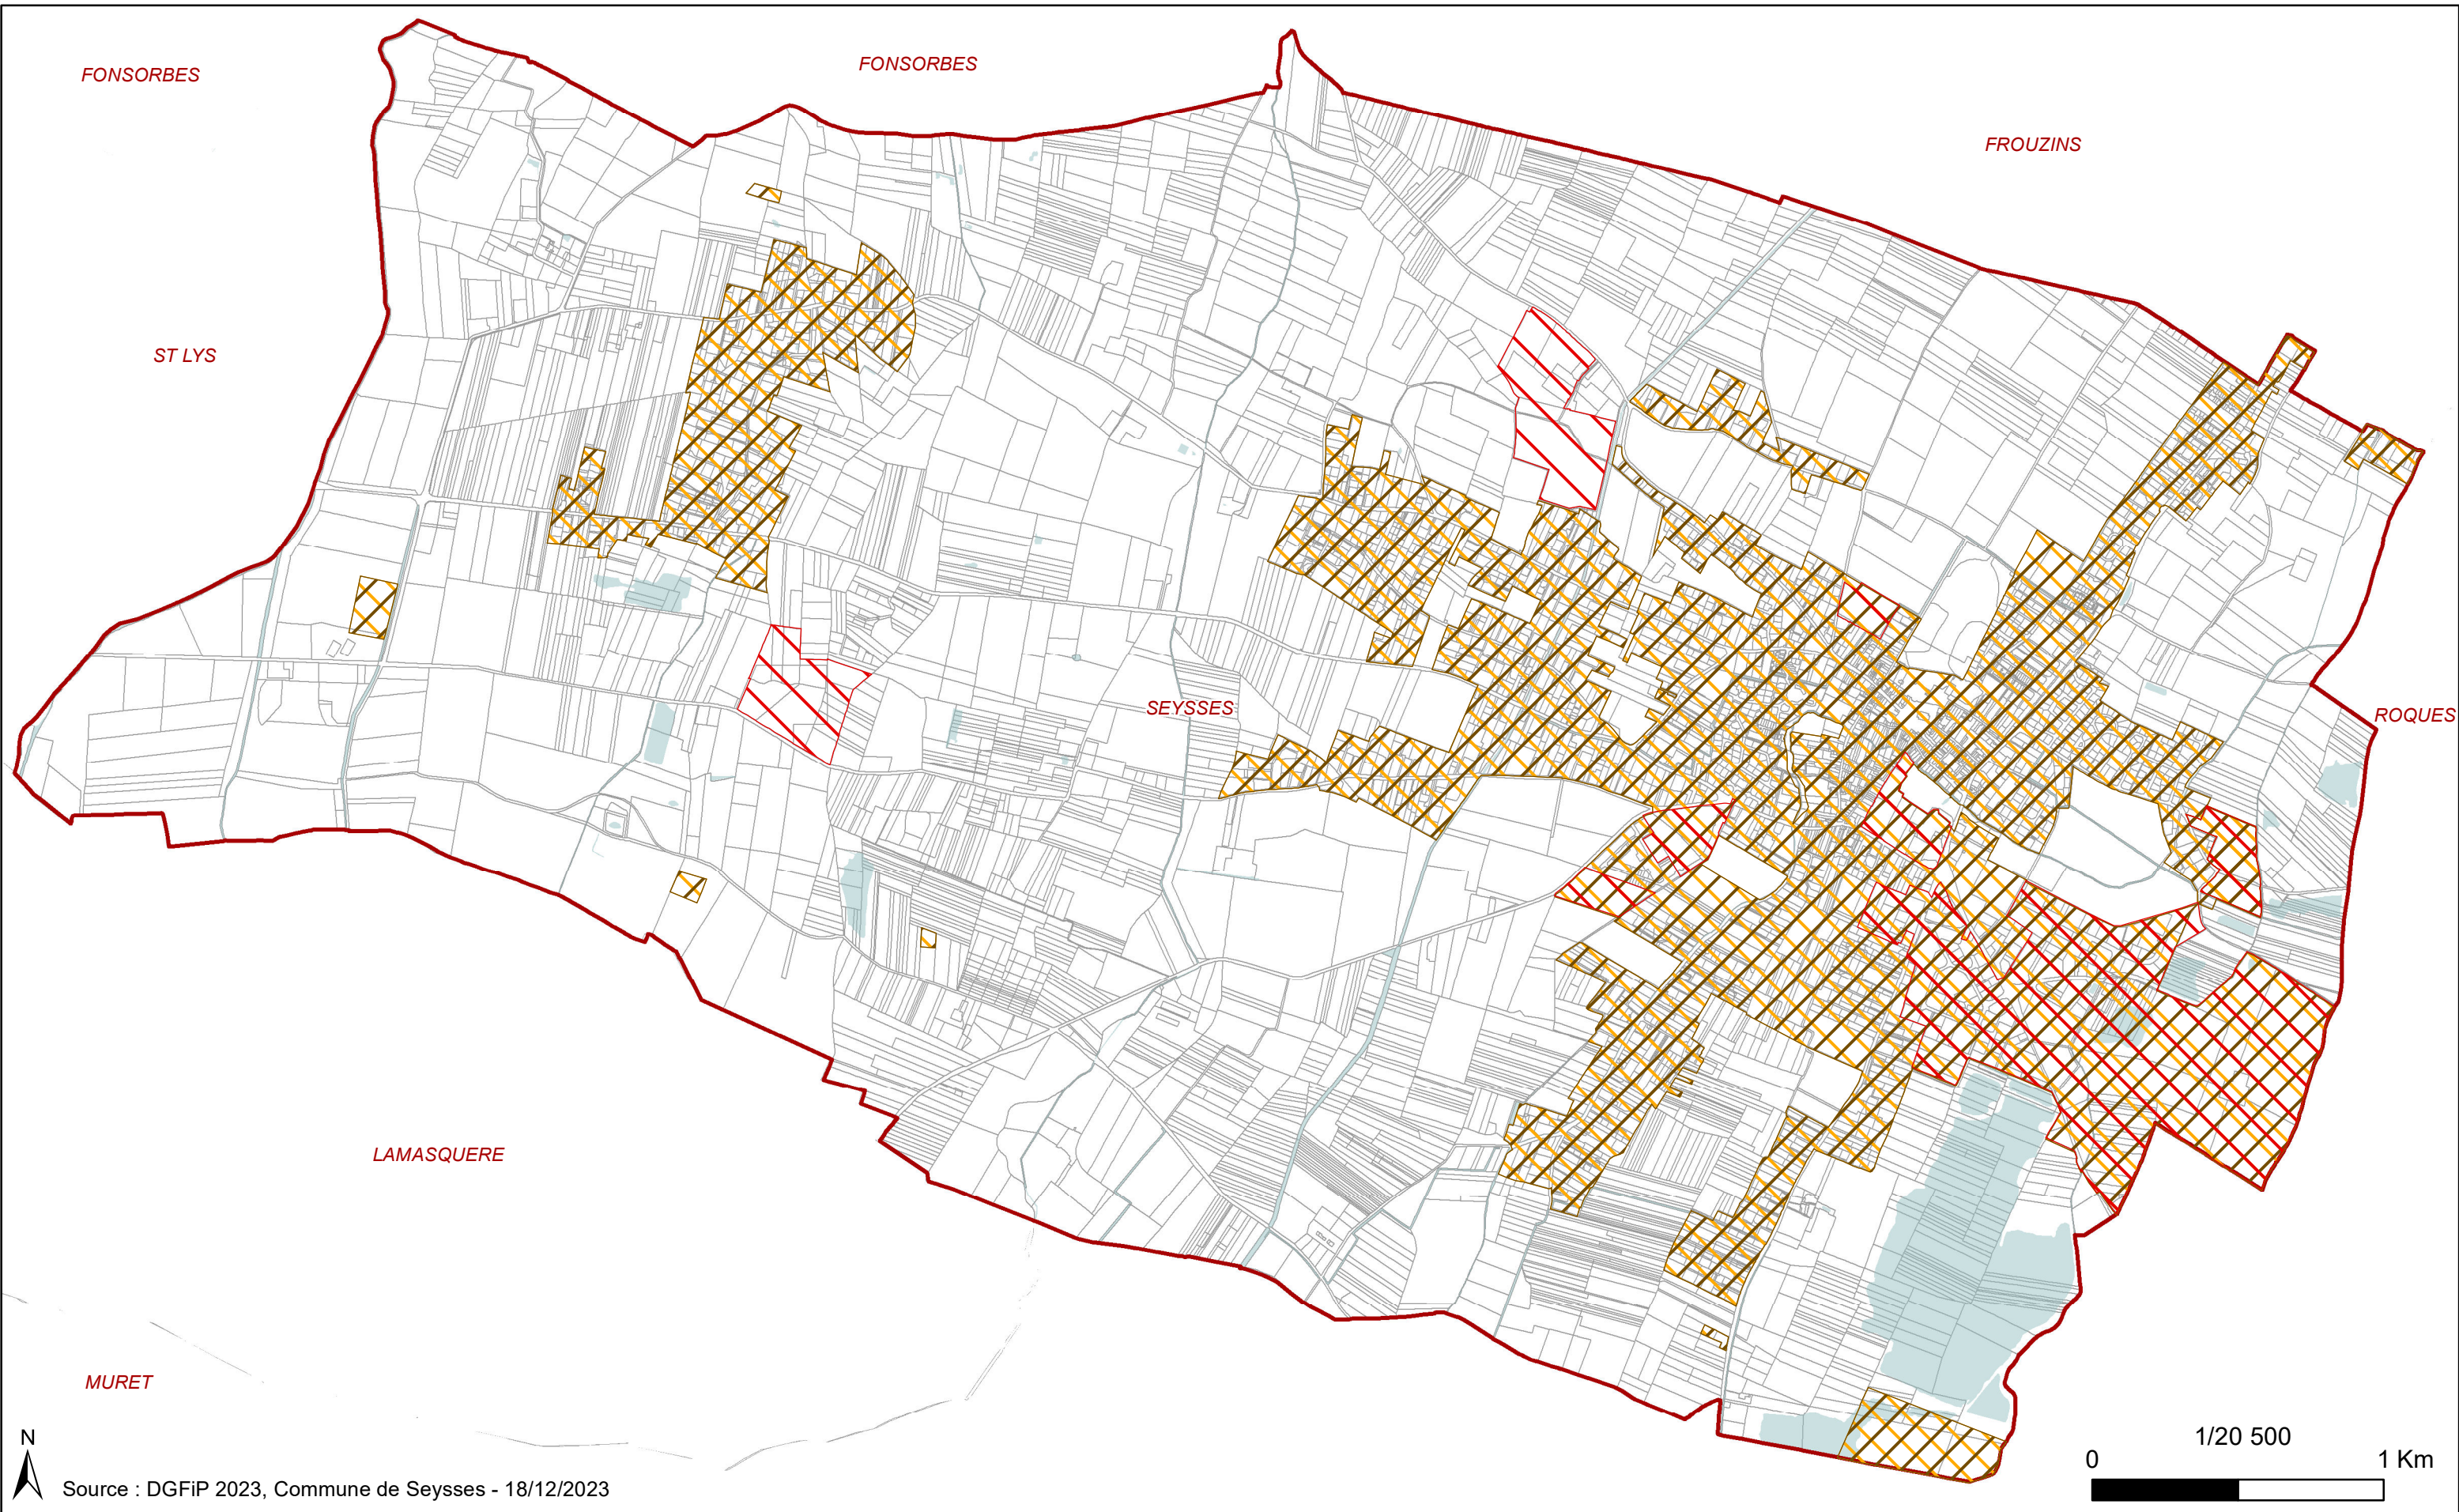 FONSORBES
FONSORBES
FROUZINS
ST LYS
SEYSSES
ROQUES
LAMASQUERE
MURET
N
Source : DGFiP 2023, Commune de Seysses - 18/12/2023
1/20 500
0 1 Km